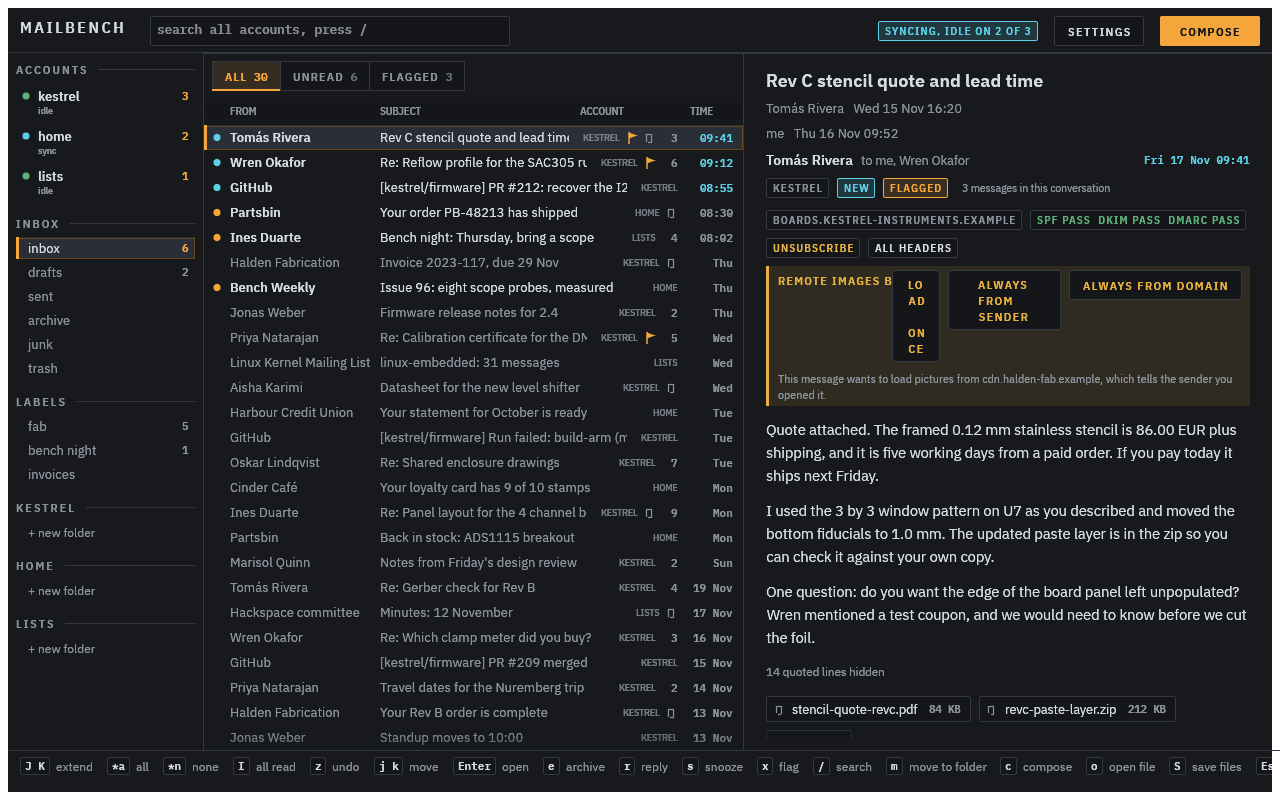 MAILBENCH
search all accounts, press /
SYNCING, IDLE ON 2 OF 3
SETTINGS
COMPOSE
ACCOUNTS
kestrel 3
idle
home 2
sync
lists 1
idle
INBOX
inbox 6
drafts 2
sent
archive
junk
trash
LABELS
fab 5
bench night 1
invoices
KESTREL
+ new folder
HOME
+ new folder
LISTS
+ new folder
ALL 30 UNREAD 6 FLAGGED 3
FROM SUBJECT ACCOUNT TIME
Tomás Rivera Rev C stencil quote and lead time KESTREL 3 09:41
Wren Okafor Re: Reflow profile for the SAC305 ru KESTREL 6 09:12
GitHub [kestrel/firmware] PR #212: recover the I2 KESTREL 08:55
Partsbin Your order PB-48213 has shipped HOME 08:30
Ines Duarte Bench night: Thursday, bring a scope LISTS 4 08:02
Halden Fabrication Invoice 2023-117, due 29 Nov KESTREL Thu
Bench Weekly Issue 96: eight scope probes, measured HOME Thu
Jonas Weber Firmware release notes for 2.4 KESTREL 2 Thu
Priya Natarajan Re: Calibration certificate for the DM KESTREL 5 Wed
Linux Kernel Mailing List linux-embedded: 31 messages LISTS Wed
Aisha Karimi Datasheet for the new level shifter KESTREL Wed
Harbour Credit Union Your statement for October is ready HOME Tue
GitHub [kestrel/firmware] Run failed: build-arm (m KESTREL Tue
Oskar Lindqvist Re: Shared enclosure drawings KESTREL 7 Tue
Cinder Café Your loyalty card has 9 of 10 stamps HOME Mon
Ines Duarte Re: Panel layout for the 4 channel b KESTREL 9 Mon
Partsbin Back in stock: ADS1115 breakout HOME Mon
Marisol Quinn Notes from Friday's design review KESTREL 2 Sun
Tomás Rivera Re: Gerber check for Rev B KESTREL 4 19 Nov
Hackspace committee Minutes: 12 November LISTS 17 Nov
Wren Okafor Re: Which clamp meter did you buy? KESTREL 3 16 Nov
GitHub [kestrel/firmware] PR #209 merged KESTREL 15 Nov
Priya Natarajan Travel dates for the Nuremberg trip KESTREL 2 14 Nov
Halden Fabrication Your Rev B order is complete KESTREL 13 Nov
Jonas Weber Standup moves to 10:00 KESTREL 13 Nov
Rev C stencil quote and lead time
Tomás Rivera Wed 15 Nov 16:20
me Thu 16 Nov 09:52
Tomás Rivera to me, Wren Okafor Fri 17 Nov 09:41
KESTREL NEW FLAGGED 3 messages in this conversation
BOARDS.KESTREL-INSTRUMENTS.EXAMPLE SPF PASS DKIM PASS DMARC PASS
UNSUBSCRIBE ALL HEADERS
REMOTE IMAGES B
LO
AD
ON
CE
ALWAYS
FROM
SENDER
ALWAYS FROM DOMAIN
This message wants to load pictures from cdn.halden-fab.example, which tells the sender you
opened it.
Quote attached. The framed 0.12 mm stainless stencil is 86.00 EUR plus
shipping, and it is five working days from a paid order. If you pay today it
ships next Friday.
I used the 3 by 3 window pattern on U7 as you described and moved the
bottom fiducials to 1.0 mm. The updated paste layer is in the zip so you
can check it against your own copy.
One question: do you want the edge of the board panel left unpopulated?
Wren mentioned a test coupon, and we would need to know before we cut
the foil.
14 quoted lines hidden
stencil-quote-revc.pdf 84 KB revc-paste-layer.zip 212 KB
J K extend *a all *n none I all read z undo j k move Enter open e archive r reply s snooze x flag / search m move to folder c compose o open file S save files Es